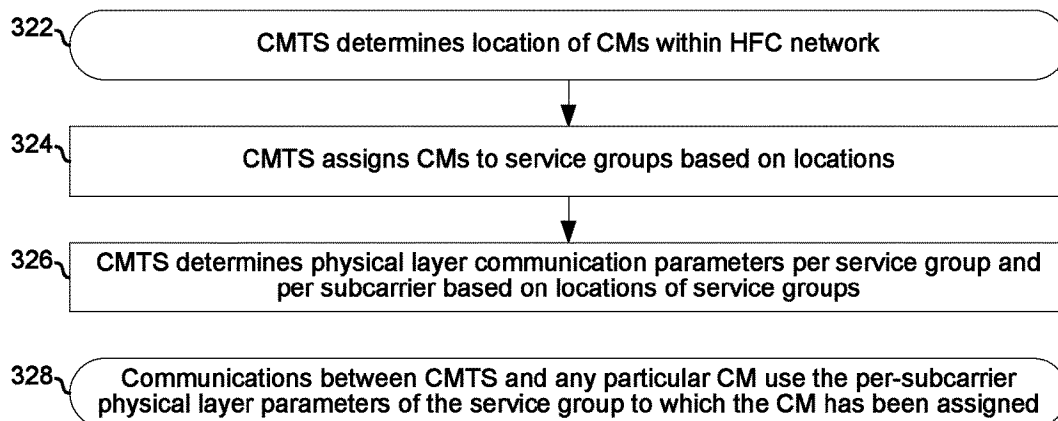 322
CMTS determines location of CMs within HFC network
324
CMTS assigns CMs to service groups based on locations
326
CMTS determines physical layer communication parameters per service group and
per subcarrier based on locations of service groups
328
Communications between CMTS and any particular CM use the per-subcarrier
physical layer parameters of the service group to which the CM has been assigned